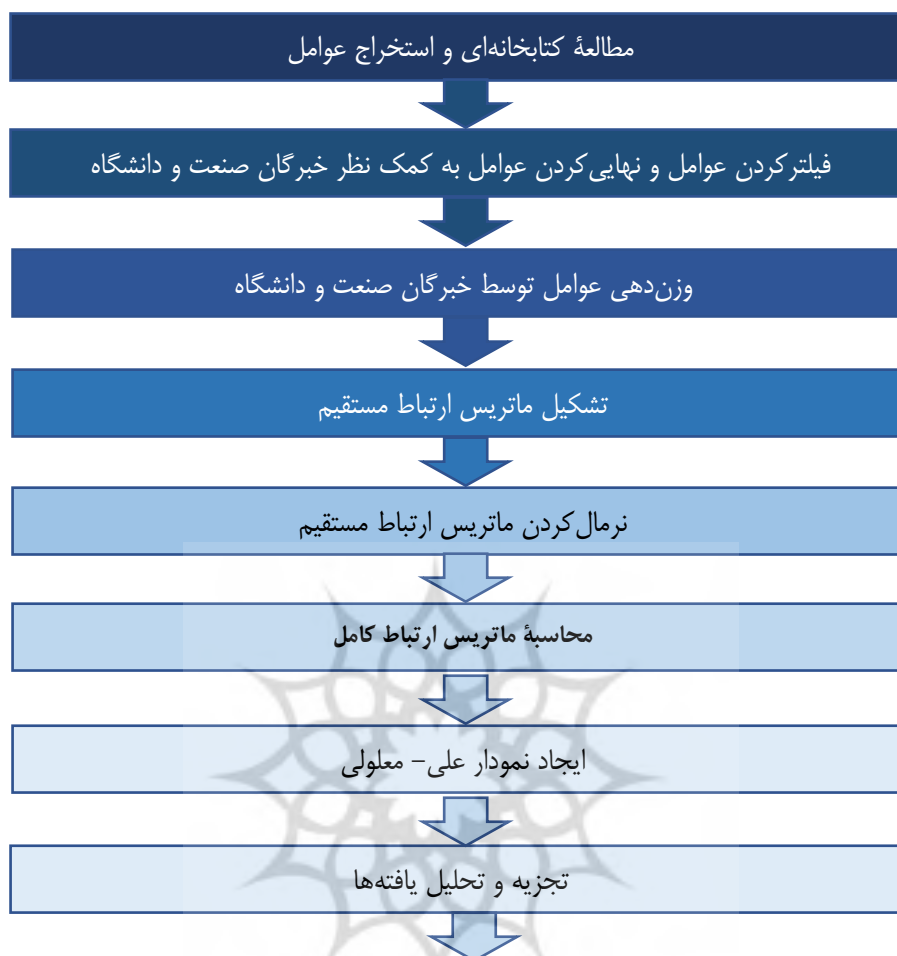 مطالعۀ کتابخانه‌ای و استخراج عوامل
فیلترکردن عوامل و نهایی‌کردن عوامل به کمک نظر خبرگان صنعت و دانشگاه
وزن‌دهی عوامل توسط خبرگان صنعت و دانشگاه
تشکیل ماتریس ارتباط مستقیم
نرمال‌کردن ماتریس ارتباط مستقیم
محاسبۀ ماتریس ارتباط کامل
ایجاد نمودار علی- معلولی
تجزیه و تحلیل یافته‌ها